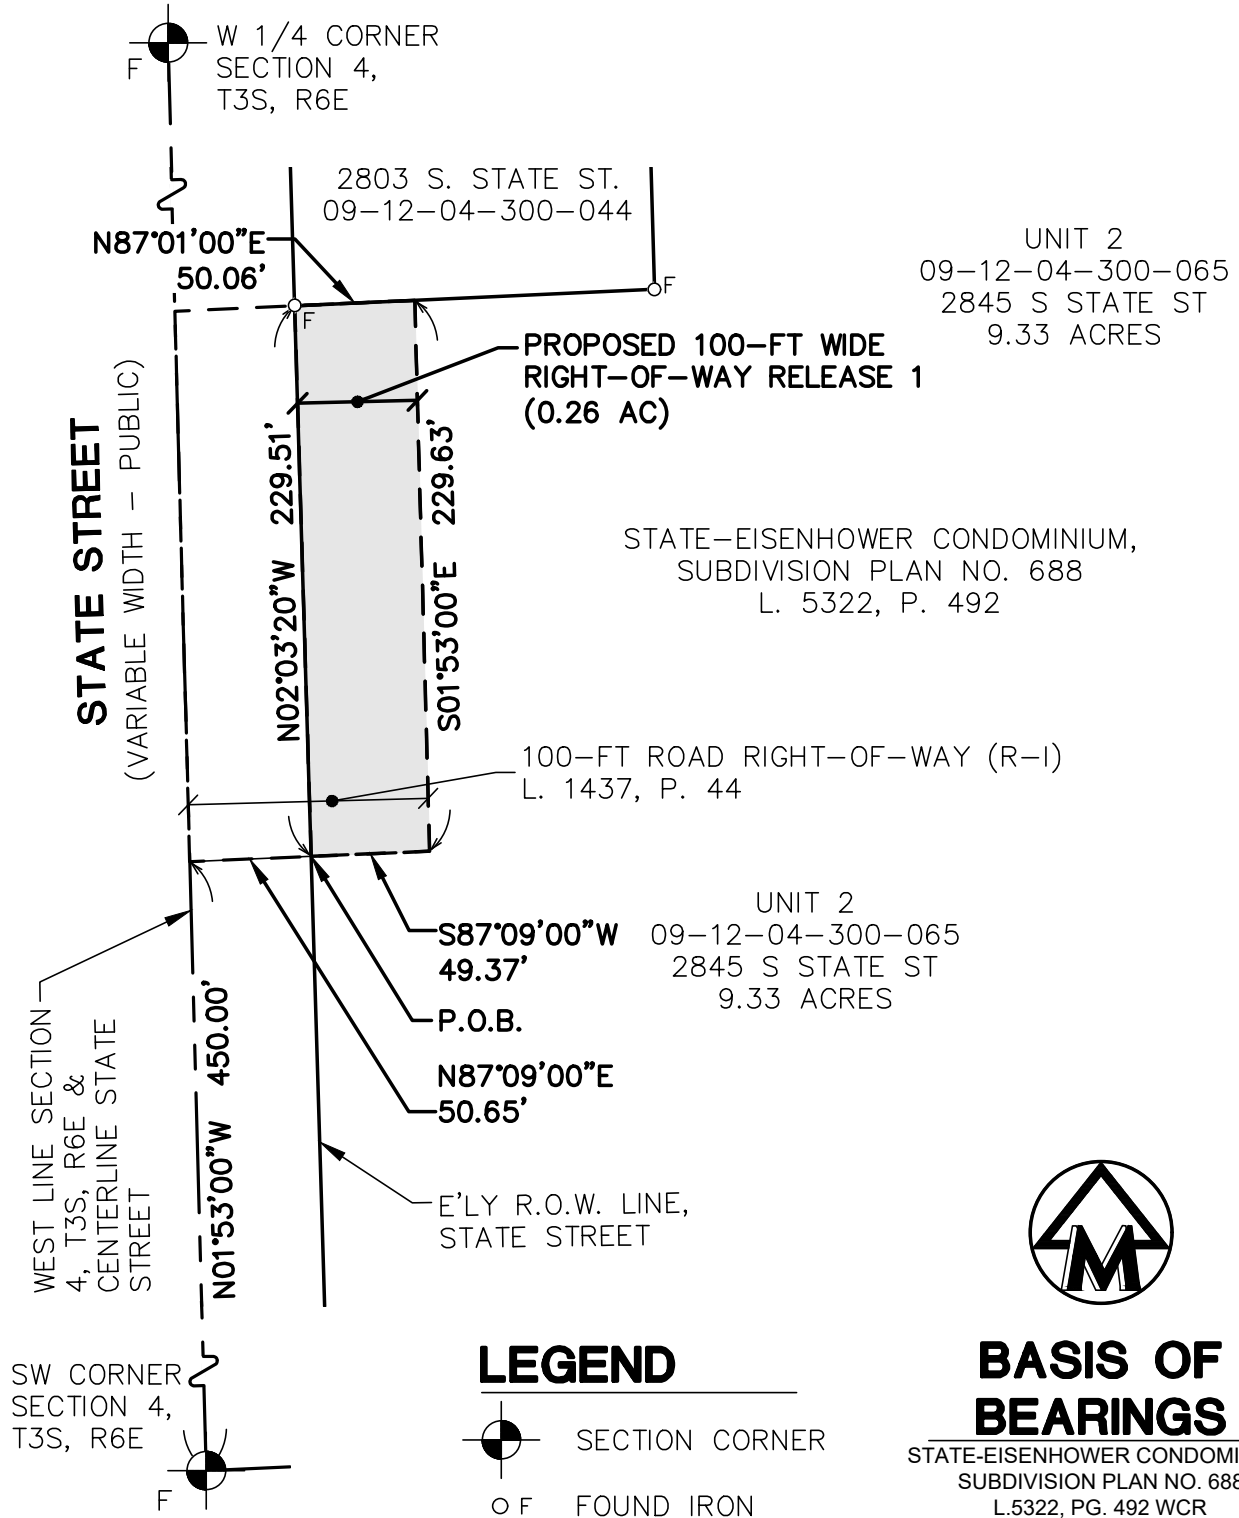 W 1/4 CORNER
SECTION 4,
T3S, R6E
F
2803 S. STATE ST.
09-12-04-300-044
N87°01'00"E
50.06'
F
F
UNIT 2
09-12-04-300-065
2845 S STATE ST
9.33 ACRES
PROPOSED 100-FT WIDE
RIGHT-OF-WAY RELEASE 1
(0.26 AC)
STATE STREET
(VARIABLE WIDTH - PUBLIC)
N02°03'20"W 229.51'
S01°53'00"E 229.63'
STATE-EISENHOWER CONDOMINIUM,
SUBDIVISION PLAN NO. 688
L. 5322, P. 492
100-FT ROAD RIGHT-OF-WAY (R-I)
L. 1437, P. 44
S87°09'00"W
49.37'
P.O.B.
N87°09'00"E
50.65'
UNIT 2
09-12-04-300-065
2845 S STATE ST
9.33 ACRES
WEST LINE SECTION
4, T3S, R6E &
CENTERLINE STATE
STREET
N01°53'00"W 450.00'
E'LY R.O.W. LINE,
STATE STREET
SW CORNER
SECTION 4,
T3S, R6E
F
LEGEND
SECTION CORNER
F FOUND IRON
M
BASIS OF
BEARINGS
STATE-EISENHOWER CONDOMI
SUBDIVISION PLAN NO. 688
L.5322, PG. 492 WCR